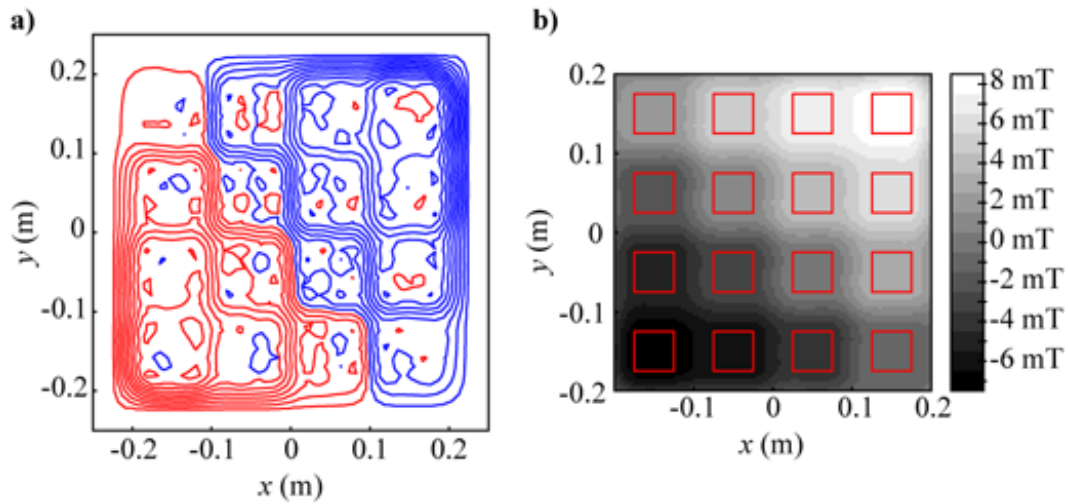 a)
0.2
0.1
0
-0.1
-0.2
y (m)
-0.2 -0.1 0 0.1 0.2
x (m)
b)
0.2
0.1
0
-0.1
-0.2
y (m)
-0.1 0 0.1 0.2
x (m)
8 mT
6 mT
4 mT
2 mT
0 mT
-2 mT
-4 mT
-6 mT